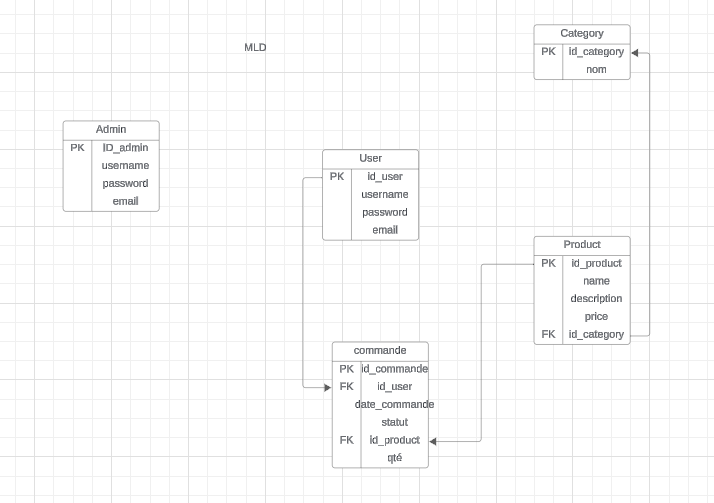 MLD
Category
PK id_category
nom
Admin
PK ID_admin
username
password
email
User
PK id_user
username
password
email
Product
PK id_product
name
description
price
FK id_category
commande
PK id_commande
FK id_user
date_commande
statut
FK id_product
qté